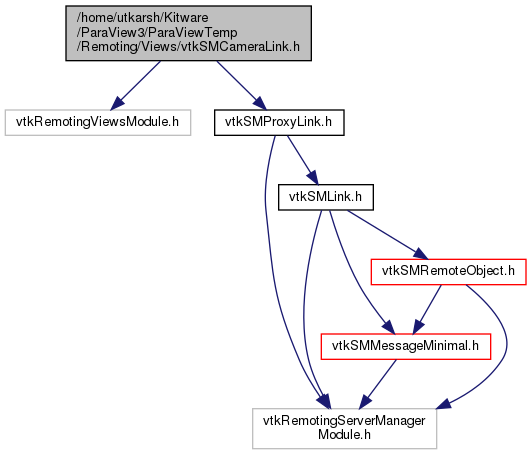 /home/utkarsh/Kitware
/ParaView3/ParaViewTemp
/Remoting/Views/vtkSMCameraLink.h
vtkRemotingViewsModule.h
vtkSMProxyLink.h
vtkSMLink.h
vtkSMRemoteObject.h
vtkSMMessageMinimal.h
vtkRemotingServerManager
Module.h